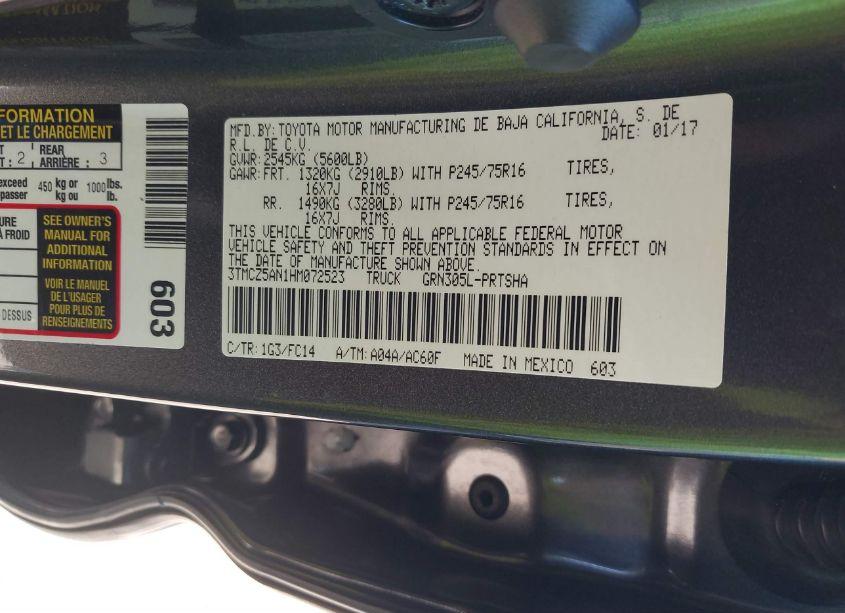 FORMATION
ET LE CHARGEMENT
2 REAR
ARRIÈRE : 3
exceed 450 kg or 1000 lbs.
kg ou lb.
À FROID
SEE OWNER'S
MANUAL FOR
ADDITIONAL
INFORMATION
VOIR LE MANUEL
DE L'USAGER
POUR PLUS DE
RENSEIGNEMENTS
-DESSUS
603
MFD.BY:TOYOTA MOTOR MANUFACTURING DE BAJA CALIFORNIA, S. DE
R.L. DE C.V. DATE: 01/17
GVWR:2545KG (5600LB)
GAWR:FRT. 1320KG (2910LB) WITH P245/75R16 TIRES,
16X7J RIMS.
RR. 1490KG (3280LB) WITH P245/75R16 TIRES,
16X7J RIMS.
THIS VEHICLE CONFORMS TO ALL APPLICABLE FEDERAL MOTOR
VEHICLE SAFETY AND THEFT PREVENTION STANDARDS IN EFFECT ON
THE DATE OF MANUFACTURE SHOWN ABOVE.
3TMCZ5AN1HM072523 TRUCK GRN305L-PRTSHA
C/TR:1G3/FC14 A/TM:A04A/AC60F MADE IN MEXICO 603